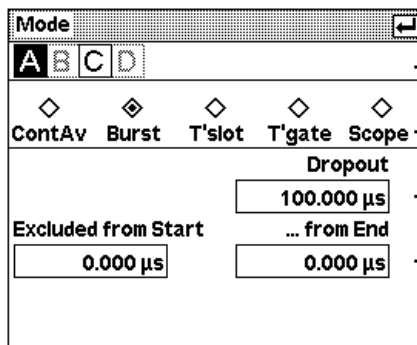 Mode
A B C D
ContAv Burst T'slot T'gate Scope
Dropout
100.000 µs
Excluded from Start ... from End
0.000 µs 0.000 µs